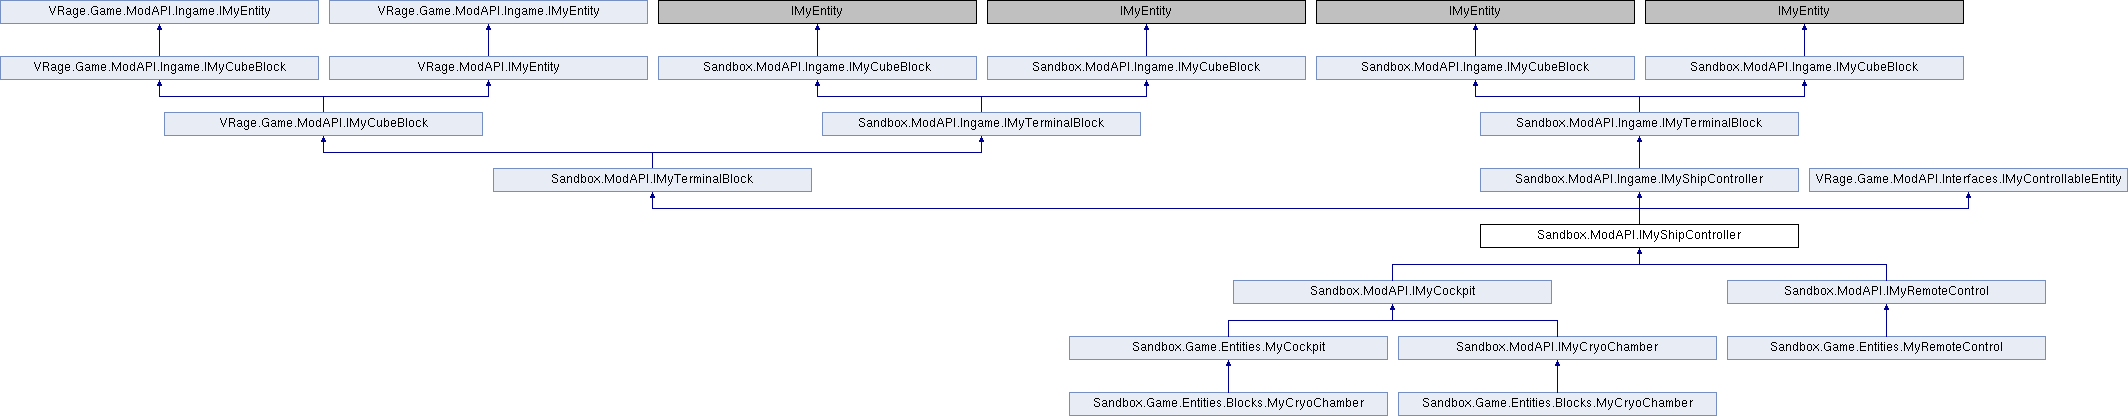 VRage.Game.ModAPI.Ingame.IMyEntity
VRage.Game.ModAPI.Ingame.IMyEntity
IMyEntity
IMyEntity
IMyEntity
IMyEntity
VRage.Game.ModAPI.Ingame.IMyCubeBlock
VRage.ModAPI.IMyEntity
Sandbox.ModAPI.Ingame.IMyCubeBlock
Sandbox.ModAPI.Ingame.IMyCubeBlock
Sandbox.ModAPI.Ingame.IMyCubeBlock
Sandbox.ModAPI.Ingame.IMyCubeBlock
VRage.Game.ModAPI.IMyCubeBlock
Sandbox.ModAPI.Ingame.IMyTerminalBlock
Sandbox.ModAPI.Ingame.IMyTerminalBlock
Sandbox.ModAPI.IMyTerminalBlock
Sandbox.ModAPI.Ingame.IMyShipController
VRage.Game.ModAPI.Interfaces.IMyControllableEntity
Sandbox.ModAPI.IMyShipController
Sandbox.ModAPI.IMyCockpit
Sandbox.ModAPI.IMyRemoteControl
Sandbox.Game.Entities.MyCockpit
Sandbox.ModAPI.IMyCryoChamber
Sandbox.Game.Entities.MyRemoteControl
Sandbox.Game.Entities.Blocks.MyCryoChamber
Sandbox.Game.Entities.Blocks.MyCryoChamber